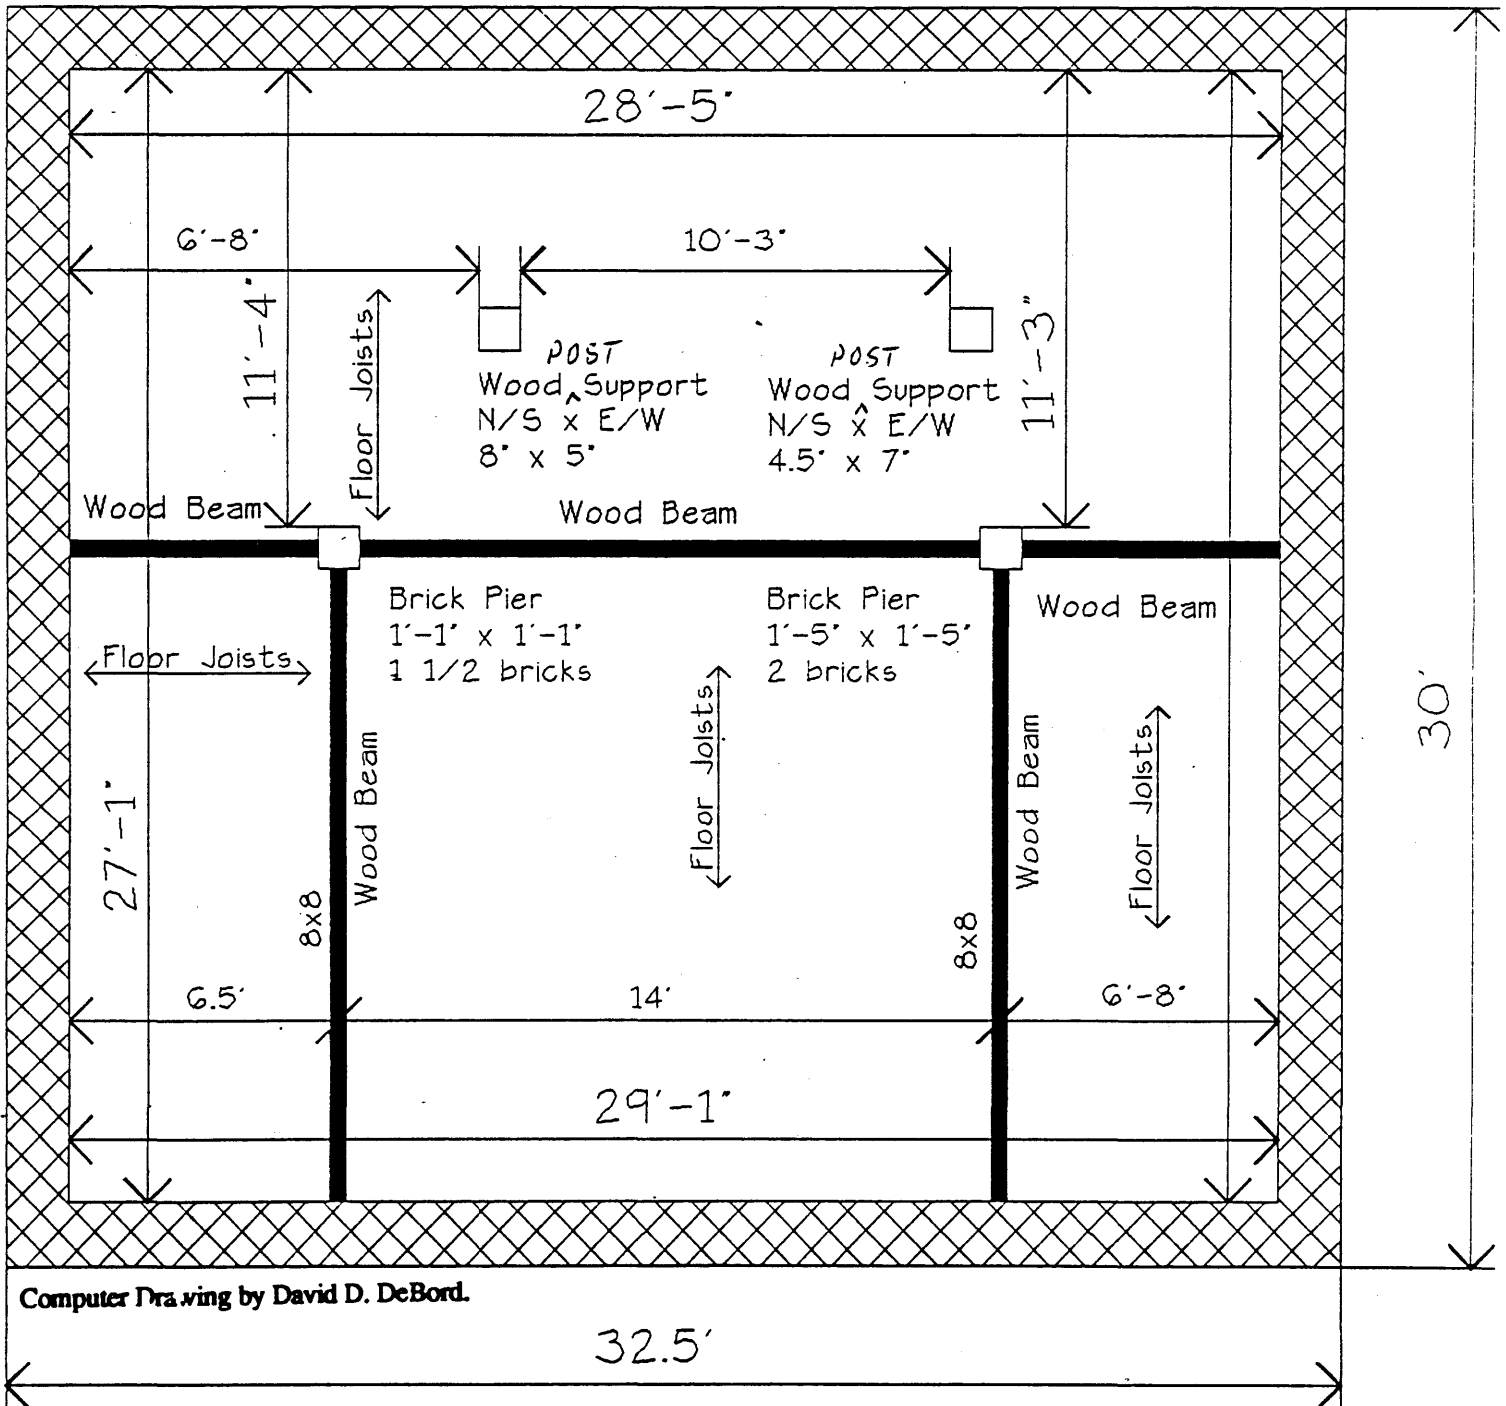 28'-5"
6'-8"
10'-3"
11'-4"
Floor Joists
11'-3"
POST
Wood ^ Support
N/S x E/W
8" x 5"
POST
Wood ^ Support
N/S x E/W
4.5" x 7"
Wood Beam
Wood Beam
Brick Pier
1'-1" x 1'-1"
1 1/2 bricks
Brick Pier
1'-5" x 1'-5"
2 bricks
Wood Beam
Floor Joists
27'-1"
Wood Beam
8x8
Floor Joists
Wood Beam
8x8
Floor Joists
30'
6.5'
14'
6'-8"
29'-1"
Computer Drawing by David D. DeBord.
32.5'